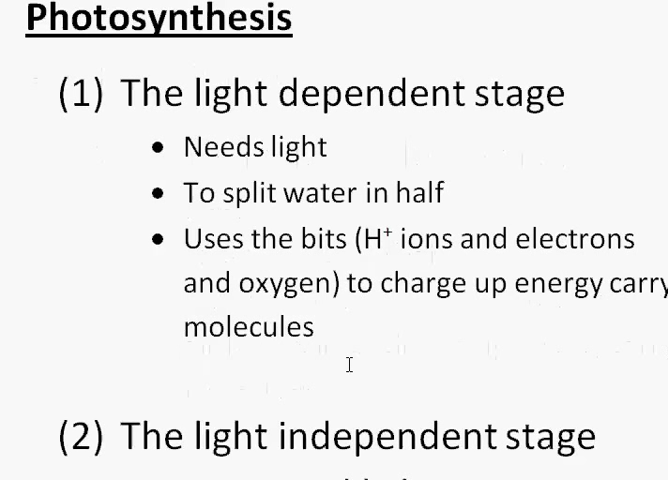 Photosynthesis
(1) The light dependent stage
• Needs light
• To split water in half
• Uses the bits (H⁺ ions and electrons
and oxygen) to charge up energy carry
molecules
(2) The light independent stage